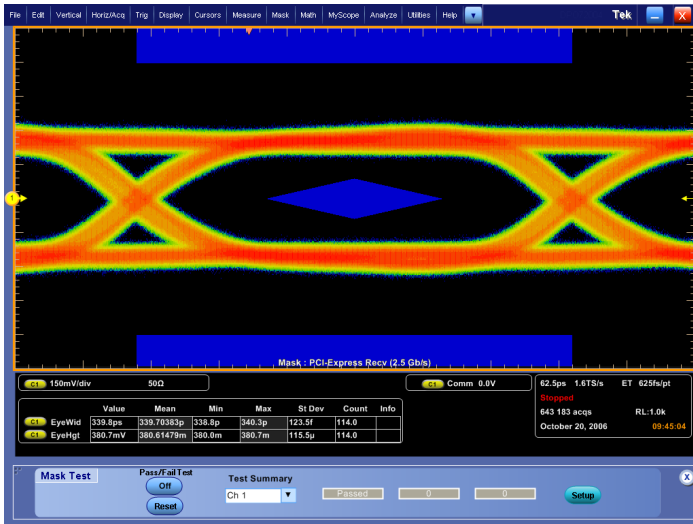 File Edit Vertical Horiz/Acq Trig Display Cursors Measure Mask Math MyScope Analyze Utilities Help Tek X
1
Mask : PCI-Express Recv (2.5 Gb/s)
C1 150mV/div 50Ω
C1 Comm 0.0V
62.5ps 1.6TS/s ET 625fs/pt
Stopped
643 183 acqs RL:1.0k
October 20, 2006 09:45:04
Value Mean Min Max St Dev Count Info
C1 EyeWid 339.8ps 339.70383p 338.8p 340.3p 123.5f 114.0
C1 EyeHgt 380.7mV 380.61479m 380.0m 380.7m 115.5µ 114.0
Mask Test
Pass/Fail Test
Off
Reset
Test Summary
Ch 1
Passed 0 0
Setup
X